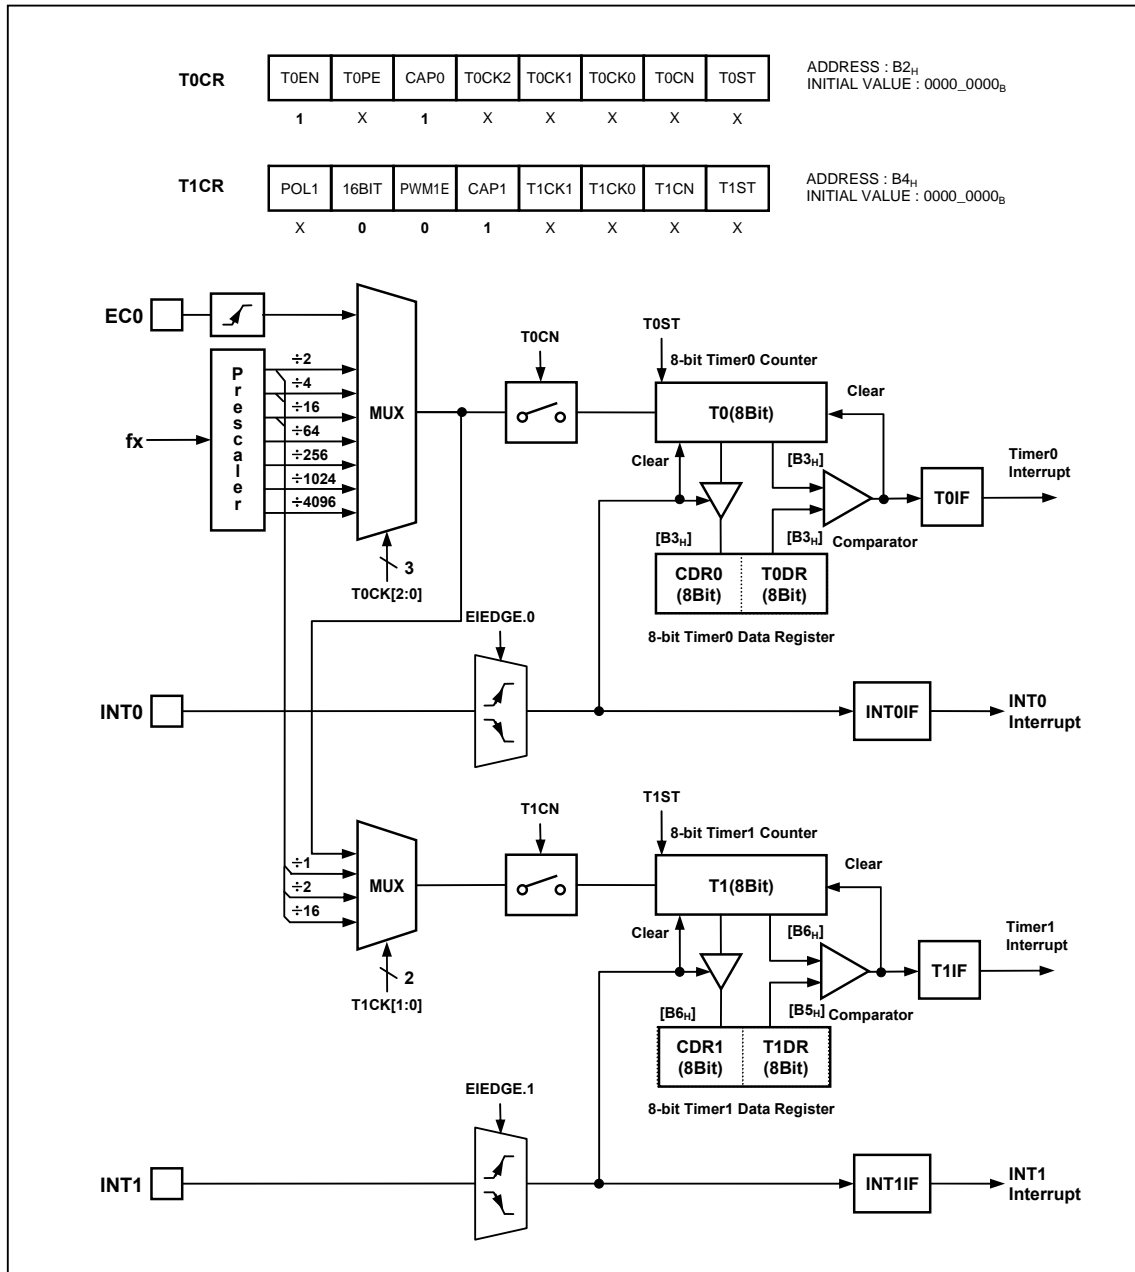 T0CR T0EN T0PE CAP0 T0CK2 T0CK1 T0CK0 T0CN T0ST ADDRESS : B2H
INITIAL VALUE : 0000_0000B
1 X 1 X X X X X
T1CR POL1 16BIT PWM1E CAP1 T1CK1 T1CK0 T1CN T1ST ADDRESS : B4H
INITIAL VALUE : 0000_0000B
X 0 0 1 X X X X
EC0
Prescaler
fx
÷2
÷4
÷16
÷64
÷256
÷1024
÷4096
MUX
3
T0CK[2:0]
T0CN
T0ST
8-bit Timer0 Counter
T0(8Bit)
Clear
Clear
[B3H]
[B3H]
[B3H]
Comparator
T0IF
Timer0
Interrupt
CDR0
(8Bit)
T0DR
(8Bit)
8-bit Timer0 Data Register
EIEDGE.0
INT0
INT0IF
INT0
Interrupt
÷1
÷2
÷16
MUX
2
T1CK[1:0]
T1CN
T1ST
8-bit Timer1 Counter
T1(8Bit)
Clear
Clear
[B6H]
[B6H]
[B5H]
Comparator
T1IF
Timer1
Interrupt
CDR1
(8Bit)
T1DR
(8Bit)
8-bit Timer1 Data Register
EIEDGE.1
INT1
INT1IF
INT1
Interrupt